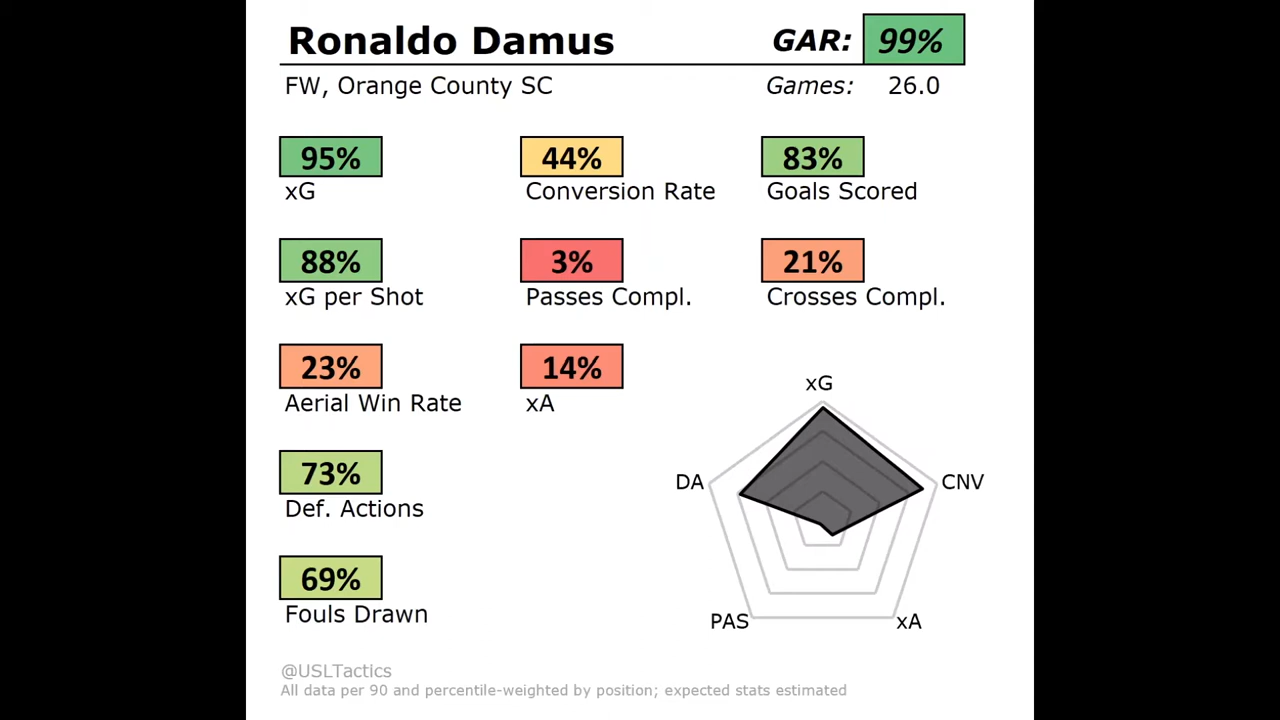 Ronaldo Damus GAR: 99%
FW, Orange County SC Games: 26.0
95% 44% 83%
xG Conversion Rate Goals Scored
88% 3% 21%
xG per Shot Passes Compl. Crosses Compl.
23% 14%
Aerial Win Rate xA
xG
DA CNV
73%
Def. Actions
69%
Fouls Drawn
PAS xA
@USLTactics
All data per 90 and percentile-weighted by position; expected stats estimated